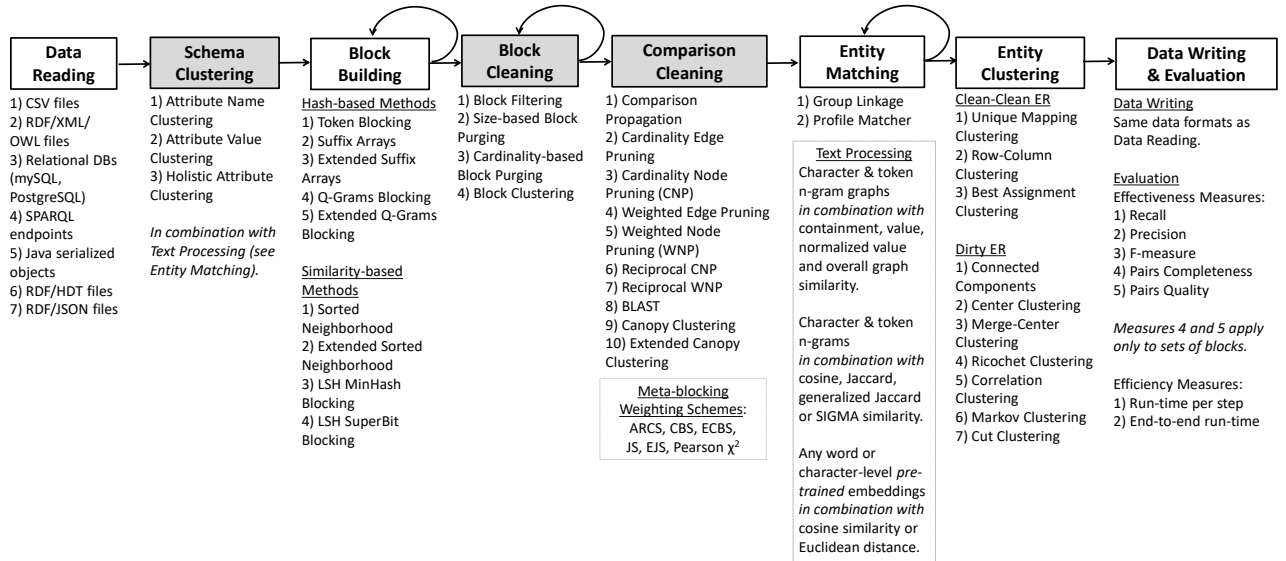 Data
Reading
1) CSV files
2) RDF/XML/
OWL files
3) Relational DBs
(mySQL,
PostgreSQL)
4) SPARQL
endpoints
5) Java serialized
objects
6) RDF/HDT files
7) RDF/JSON files
Schema
Clustering
1) Attribute Name
Clustering
2) Attribute Value
Clustering
3) Holistic Attribute
Clustering
In combination with
Text Processing (see
Entity Matching).
Block
Building
Hash-based Methods
1) Token Blocking
2) Suffix Arrays
3) Extended Suffix
Arrays
4) Q-Grams Blocking
5) Extended Q-Grams
Blocking
Similarity-based
Methods
1) Sorted
Neighborhood
2) Extended Sorted
Neighborhood
3) LSH MinHash
Blocking
4) LSH SuperBit
Blocking
Block
Cleaning
1) Block Filtering
2) Size-based Block
Purging
3) Cardinality-based
Block Purging
4) Block Clustering
Comparison
Cleaning
1) Comparison
Propagation
2) Cardinality Edge
Pruning
3) Cardinality Node
Pruning (CNP)
4) Weighted Edge Pruning
5) Weighted Node
Pruning (WNP)
6) Reciprocal CNP
7) Reciprocal WNP
8) BLAST
9) Canopy Clustering
10) Extended Canopy
Clustering
Meta-blocking
Weighting Schemes:
ARCS, CBS, ECBS,
JS, EJS, Pearson χ²
Entity
Matching
1) Group Linkage
2) Profile Matcher
Text Processing
Character & token
n-gram graphs
in combination with
containment, value,
normalized value
and overall graph
similarity.
Character & token
n-grams
in combination with
cosine, Jaccard,
generalized Jaccard
or SIGMA similarity.
Any word or
character-level pre-
trained embeddings
in combination with
cosine similarity or
Euclidean distance.
Entity
Clustering
Clean-Clean ER
1) Unique Mapping
Clustering
2) Row-Column
Clustering
3) Best Assignment
Clustering
Dirty ER
1) Connected
Components
2) Center Clustering
3) Merge-Center
Clustering
4) Ricochet Clustering
5) Correlation
Clustering
6) Markov Clustering
7) Cut Clustering
Data Writing
& Evaluation
Data Writing
Same data formats as
Data Reading.
Evaluation
Effectiveness Measures:
1) Recall
2) Precision
3) F-measure
4) Pairs Completeness
5) Pairs Quality
Measures 4 and 5 apply
only to sets of blocks.
Efficiency Measures:
1) Run-time per step
2) End-to-end run-time